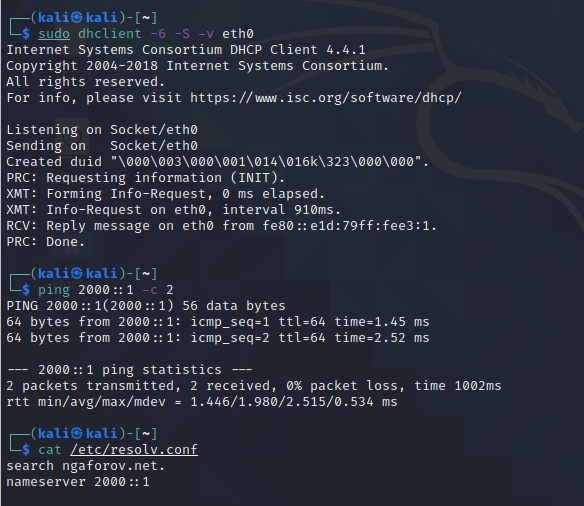 ┌──(kali㉿kali)-[~]
└─$ sudo dhclient -6 -S -v eth0
Internet Systems Consortium DHCP Client 4.4.1
Copyright 2004-2018 Internet Systems Consortium.
All rights reserved.
For info, please visit https://www.isc.org/software/dhcp/

Listening on Socket/eth0
Sending on   Socket/eth0
Created duid "\000\003\000\001\014\016k\323\000\000".
PRC: Requesting information (INIT).
XMT: Forming Info-Request, 0 ms elapsed.
XMT: Info-Request on eth0, interval 910ms.
RCV: Reply message on eth0 from fe80::e1d:79ff:fee3:1.
PRC: Done.

┌──(kali㉿kali)-[~]
└─$ ping 2000::1 -c 2
PING 2000::1(2000::1) 56 data bytes
64 bytes from 2000::1: icmp_seq=1 ttl=64 time=1.45 ms
64 bytes from 2000::1: icmp_seq=2 ttl=64 time=2.52 ms

--- 2000::1 ping statistics ---
2 packets transmitted, 2 received, 0% packet loss, time 1002ms
rtt min/avg/max/mdev = 1.446/1.980/2.515/0.534 ms

┌──(kali㉿kali)-[~]
└─$ cat /etc/resolv.conf
search ngaforov.net.
nameserver 2000::1